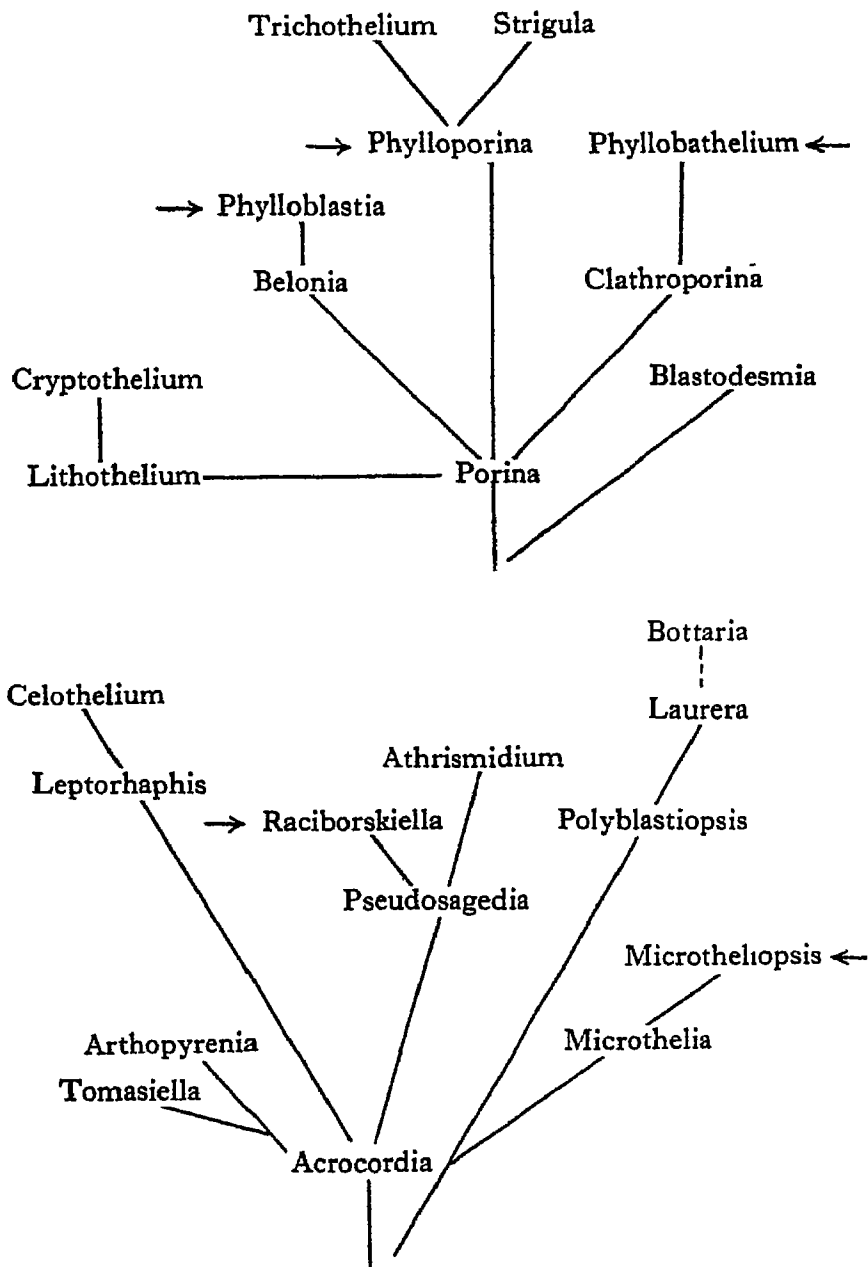 Trichothelium Strigula
→ Phylloporina Phyllobathelium ←
→ Phylloblastia
Belonia Clathroporina
Cryptothelium Blastodesmia
Lithothelium Porina
Bottaria
Celothelium Laurera
Athrismidium
Leptorhaphis
→ Raciborskiella Polyblastiopsis
Pseudosagedia
Microtheliopsis ←
Arthopyrenia Microthelia
Tomasiella
Acrocordia